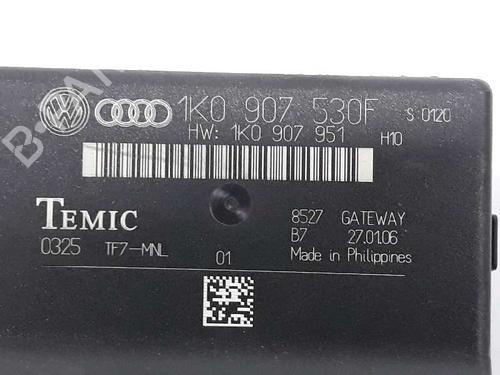 1K0 907 530F S 0120
HW: 1K0 907 951 H10
TEMIC
0325 TF7-MNL 01
8527 GATEWAY
B7 27.01.06
Made in Philippines